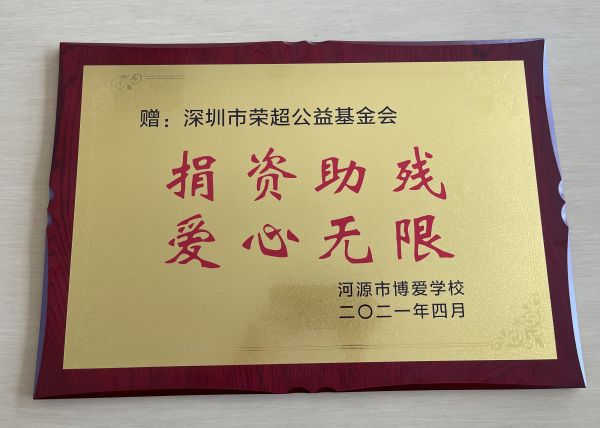 赠：深圳市荣超公益基金会
捐资助残
爱心无限
河源市博爱学校
二〇二一年四月